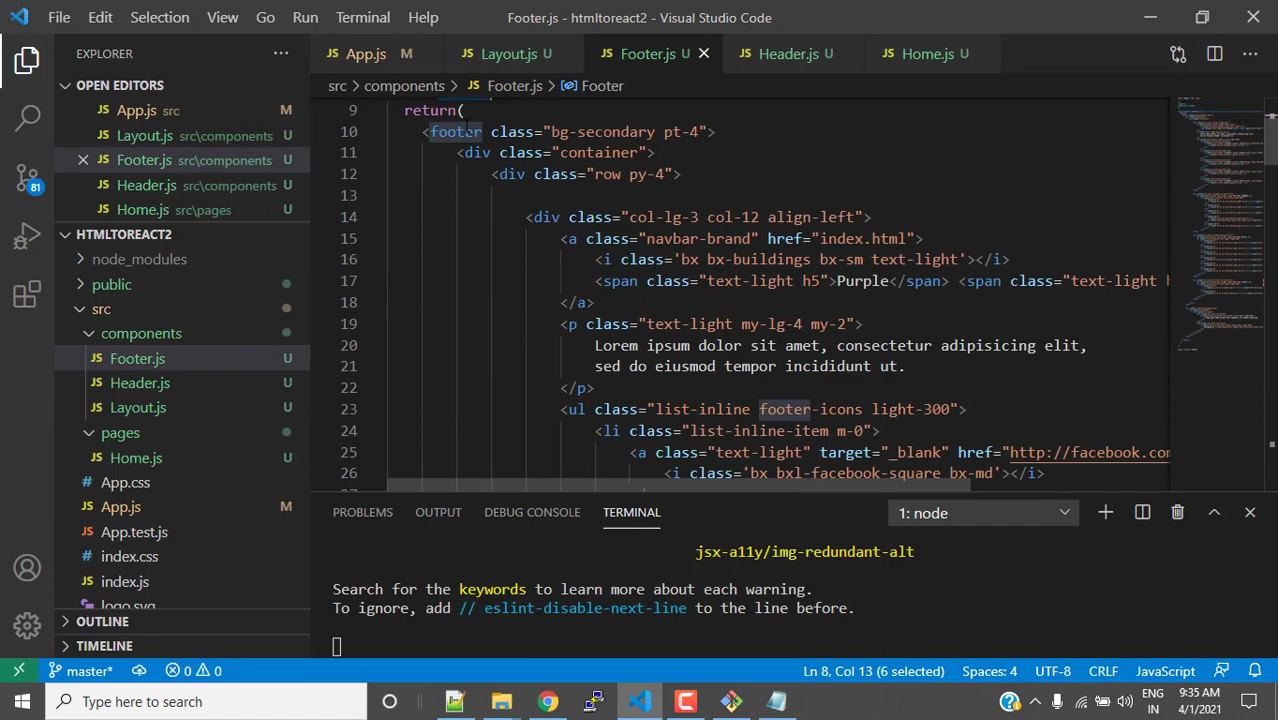 File Edit Selection View Go Run Terminal Help Footer.js - htmltoreact2 - Visual Studio Code
EXPLORER
App.js M Layout.js U Footer.js U Header.js U Home.js U
OPEN EDITORS
src components Footer.js Footer
App.js src M
Layout.js src\components U
Footer.js src\components U
Header.js src\components U
Home.js src\pages U
HTMLTOREACT2
node_modules
public
src
components
Footer.js U
Header.js U
Layout.js U
pages
Home.js U
App.css
App.js M
App.test.js
index.css
index.js
logo.svg
OUTLINE
TIMELINE
81
9 return(
10 <footer class="bg-secondary pt-4">
11 <div class="container">
12 <div class="row py-4">
13
14 <div class="col-lg-3 col-12 align-left">
15 <a class="navbar-brand" href="index.html">
16 <i class='bx bx-buildings bx-sm text-light'></i>
17 <span class="text-light h5">Purple</span> <span class="text-light h
18 </a>
19 <p class="text-light my-lg-4 my-2">
20 Lorem ipsum dolor sit amet, consectetur adipisicing elit,
21 sed do eiusmod tempor incididunt ut.
22 </p>
23 <ul class="list-inline footer-icons light-300">
24 <li class="list-inline-item m-0">
25 <a class="text-light" target="_blank" href="http://facebook.com
26 <i class='bx bxl-facebook-square bx-md'></i>
PROBLEMS OUTPUT DEBUG CONSOLE TERMINAL 1: node
jsx-a11y/img-redundant-alt
Search for the keywords to learn more about each warning.
To ignore, add // eslint-disable-next-line to the line before.
master* 0 0 Ln 8, Col 13 (6 selected) Spaces: 4 UTF-8 CRLF JavaScript
Type here to search
ENG
IN
9:35 AM
4/1/2021